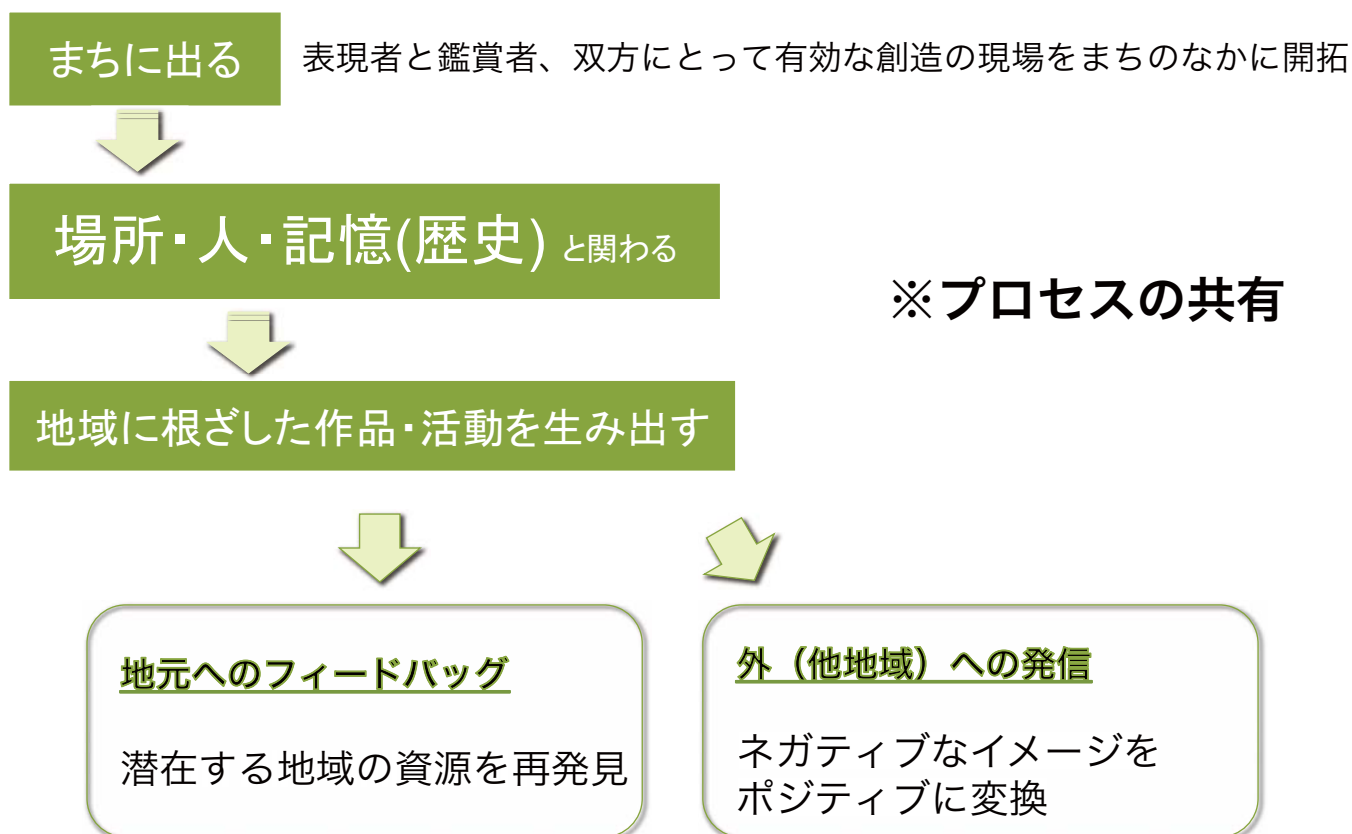 まちに出る
表現者と鑑賞者、双方にとって有効な創造の現場をまちのなかに開拓
場所・人・記憶(歴史) と関わる
※プロセスの共有
地域に根ざした作品・活動を生み出す
地元へのフィードバッグ
潜在する地域の資源を再発見
外（他地域）への発信
ネガティブなイメージを
ポジティブに変換